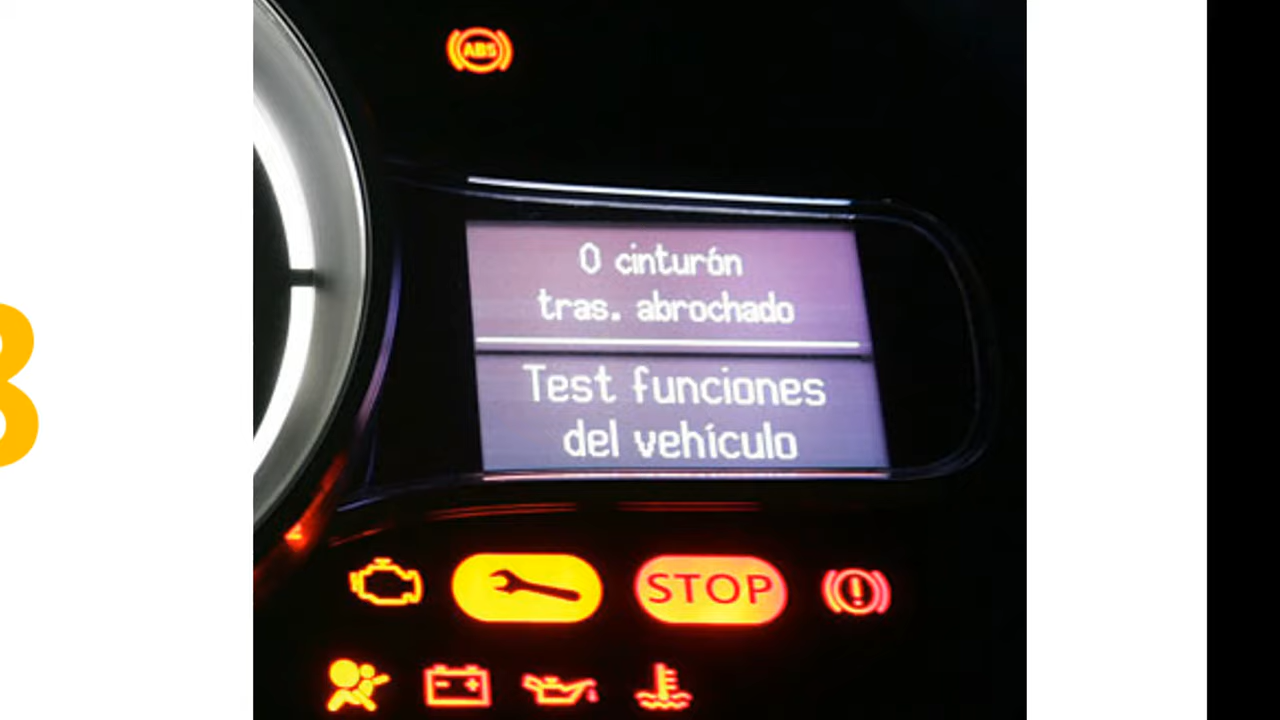 ABS
0 cinturón
tras. abrochado
Test funciones
del vehículo
STOP